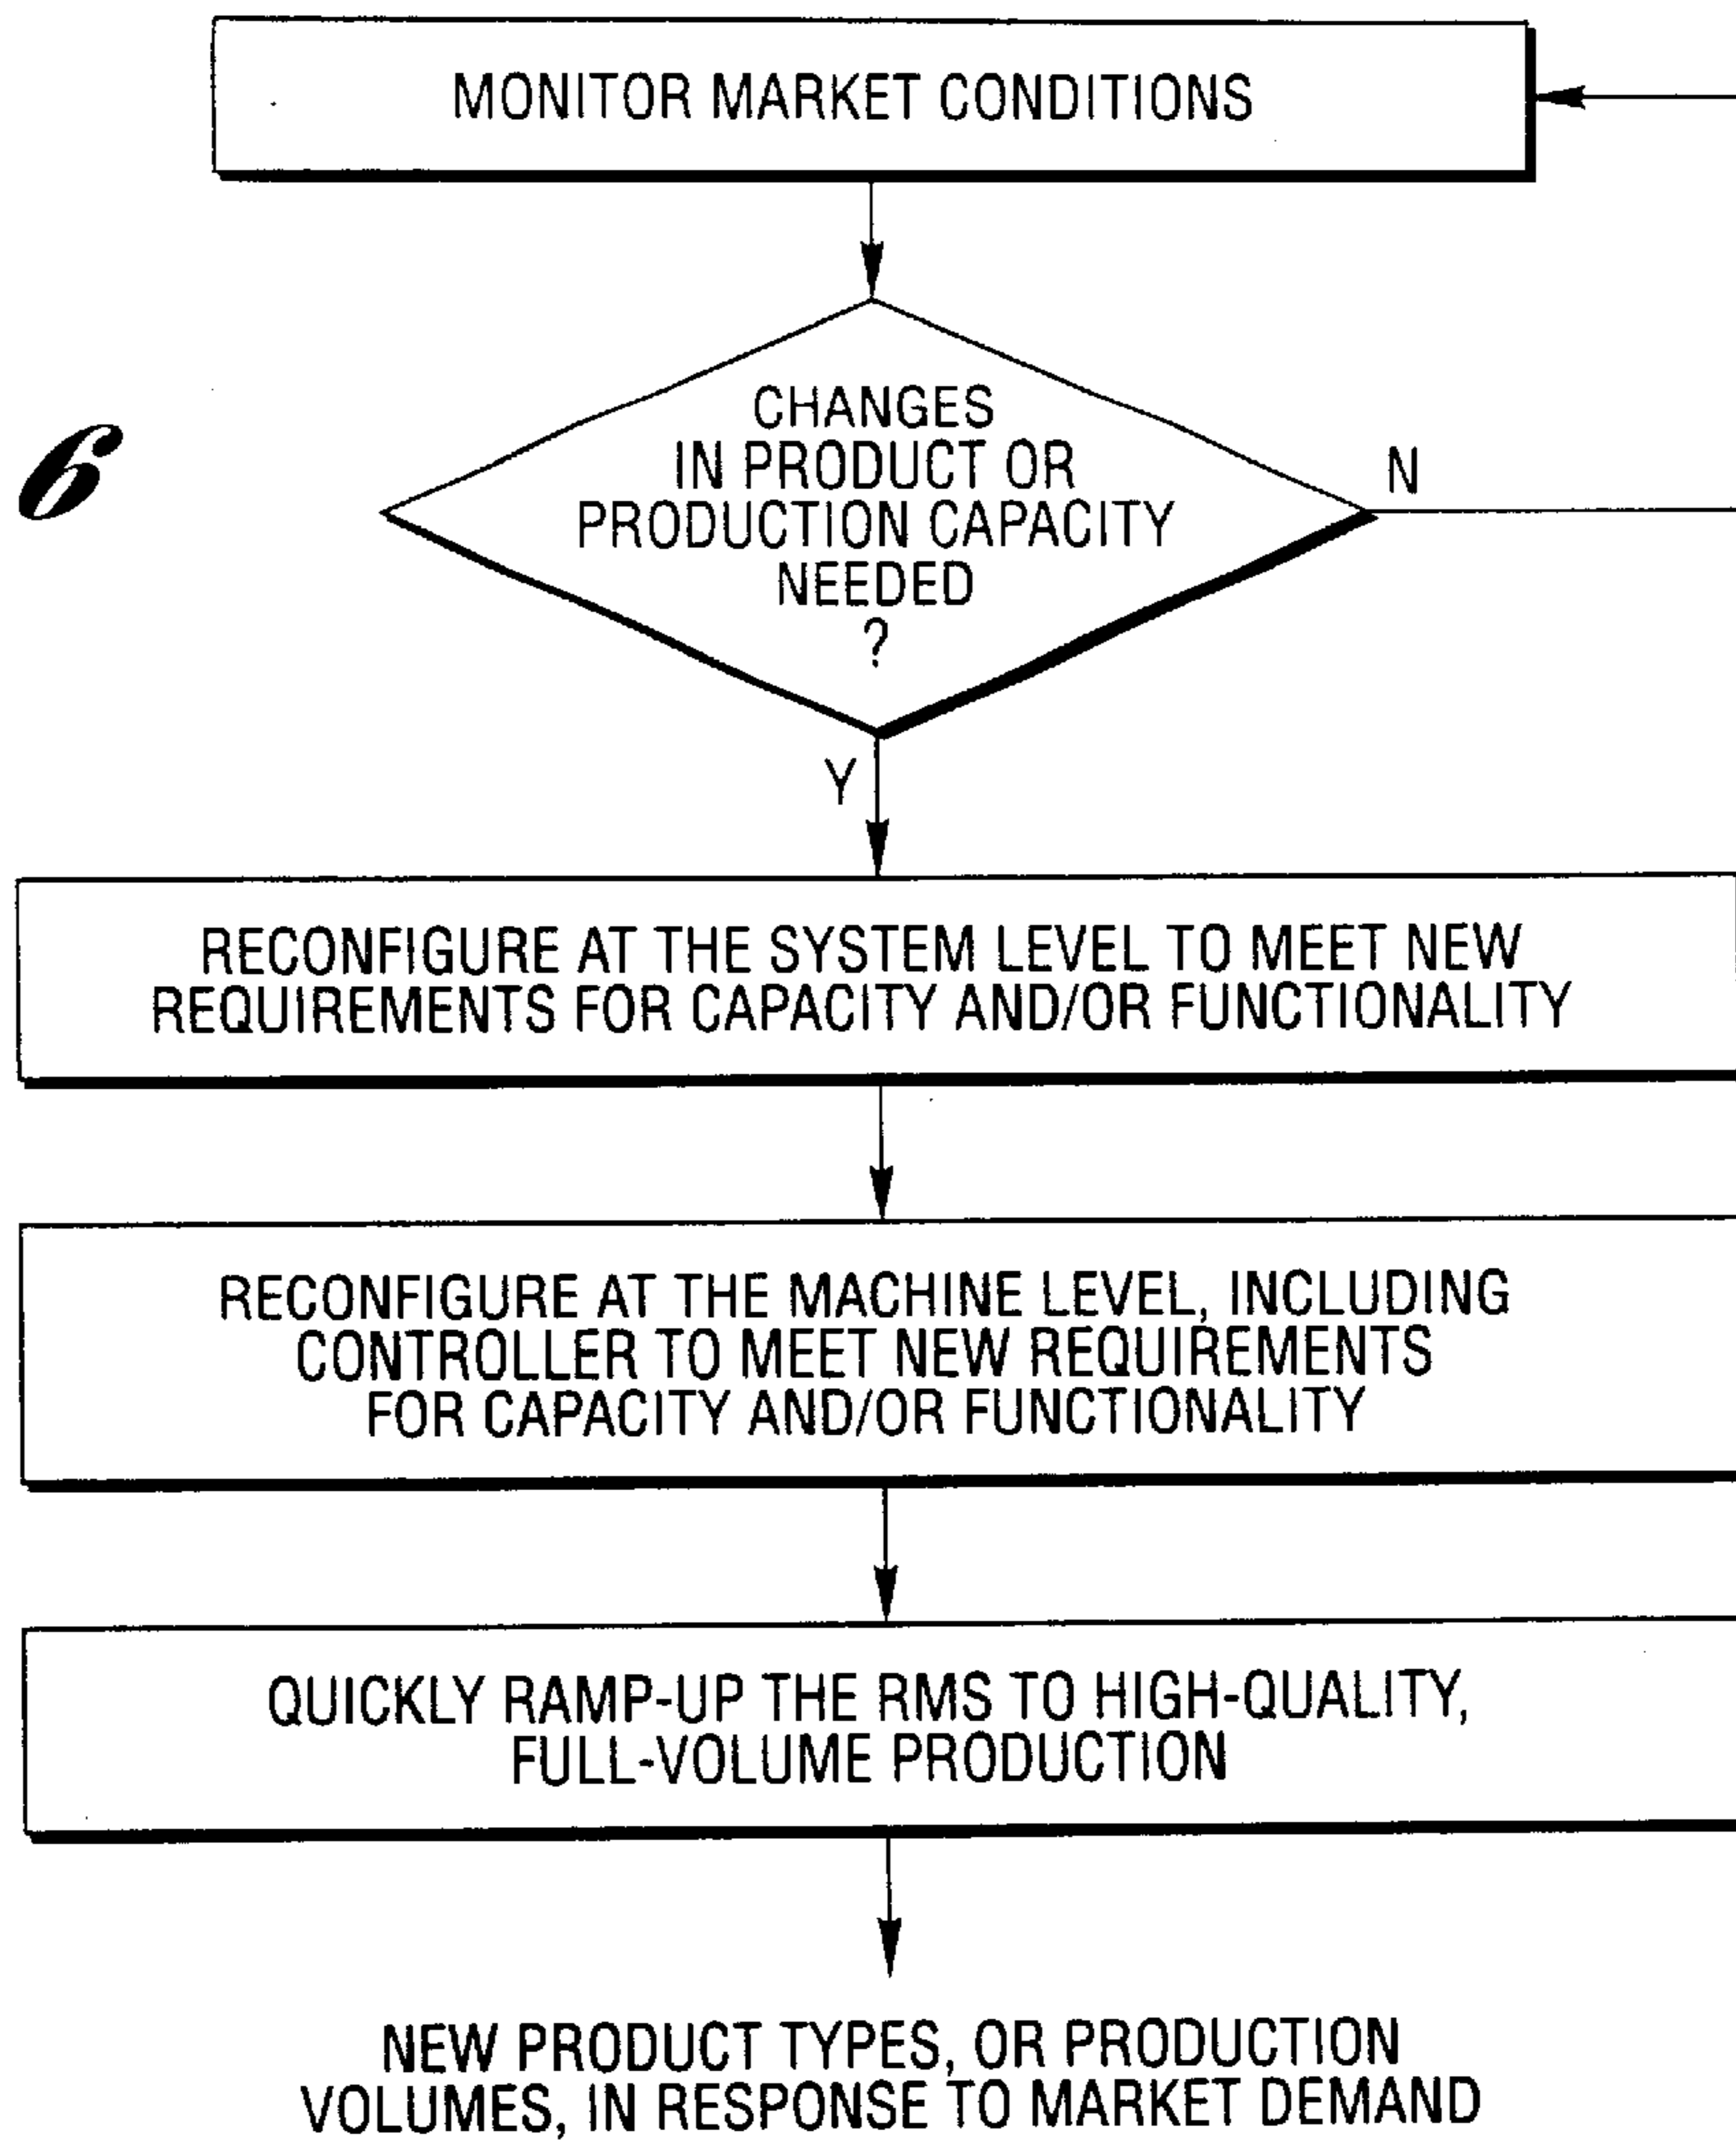 MONITOR MARKET CONDITIONS
6
CHANGES
IN PRODUCT OR
PRODUCTION CAPACITY
NEEDED
?
N
Y
RECONFIGURE AT THE SYSTEM LEVEL TO MEET NEW
REQUIREMENTS FOR CAPACITY AND/OR FUNCTIONALITY
RECONFIGURE AT THE MACHINE LEVEL, INCLUDING
CONTROLLER TO MEET NEW REQUIREMENTS
FOR CAPACITY AND/OR FUNCTIONALITY
QUICKLY RAMP-UP THE RMS TO HIGH-QUALITY,
FULL-VOLUME PRODUCTION
NEW PRODUCT TYPES, OR PRODUCTION
VOLUMES, IN RESPONSE TO MARKET DEMAND